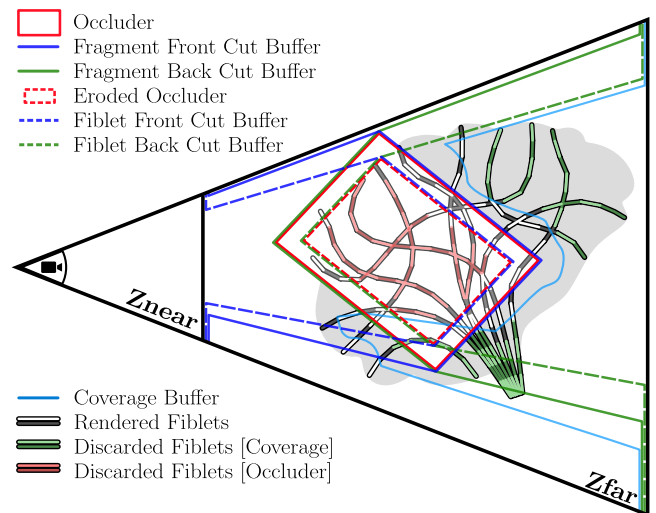 Occluder
Fragment Front Cut Buffer
Fragment Back Cut Buffer
Eroded Occluder
Fiblet Front Cut Buffer
Fiblet Back Cut Buffer
Znear
Coverage Buffer
Rendered Fiblets
Discarded Fiblets [Coverage]
Discarded Fiblets [Occluder]
Zfar